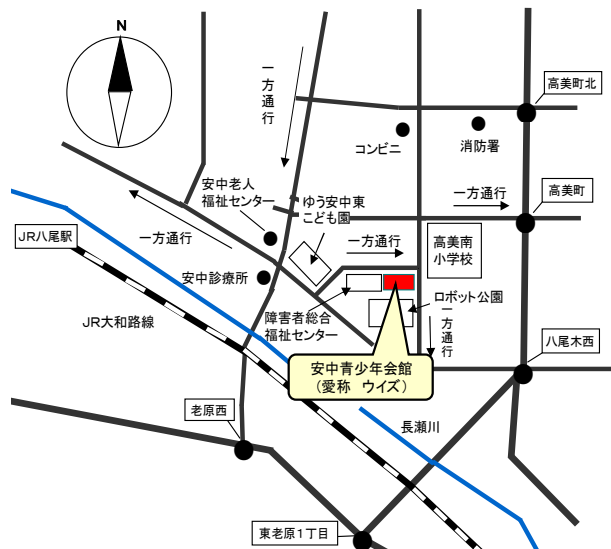 N
一方通行
高美町北
コンビニ
消防署
安中老人
福祉センター
ゆう安中東
こども園
一方通行
高美町
JR八尾駅
一方通行
一方通行
高美南
小学校
安中診療所
ロボット公園
障害者総合
福祉センター
一方通行
JR大和路線
安中青少年会館
(愛称 ウイズ)
八尾木西
老原西
長瀬川
東老原１丁目